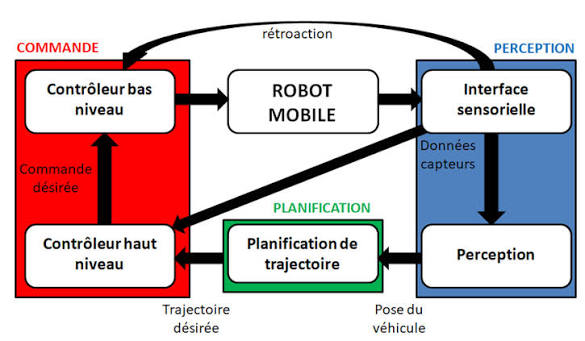 rétroaction
COMMANDE
PERCEPTION
Contrôleur bas
niveau
ROBOT
MOBILE
Interface
sensorielle
Commande
désirée
Données
capteurs
PLANIFICATION
Contrôleur haut
niveau
Planification de
trajectoire
Perception
Trajectoire
désirée
Pose du
véhicule